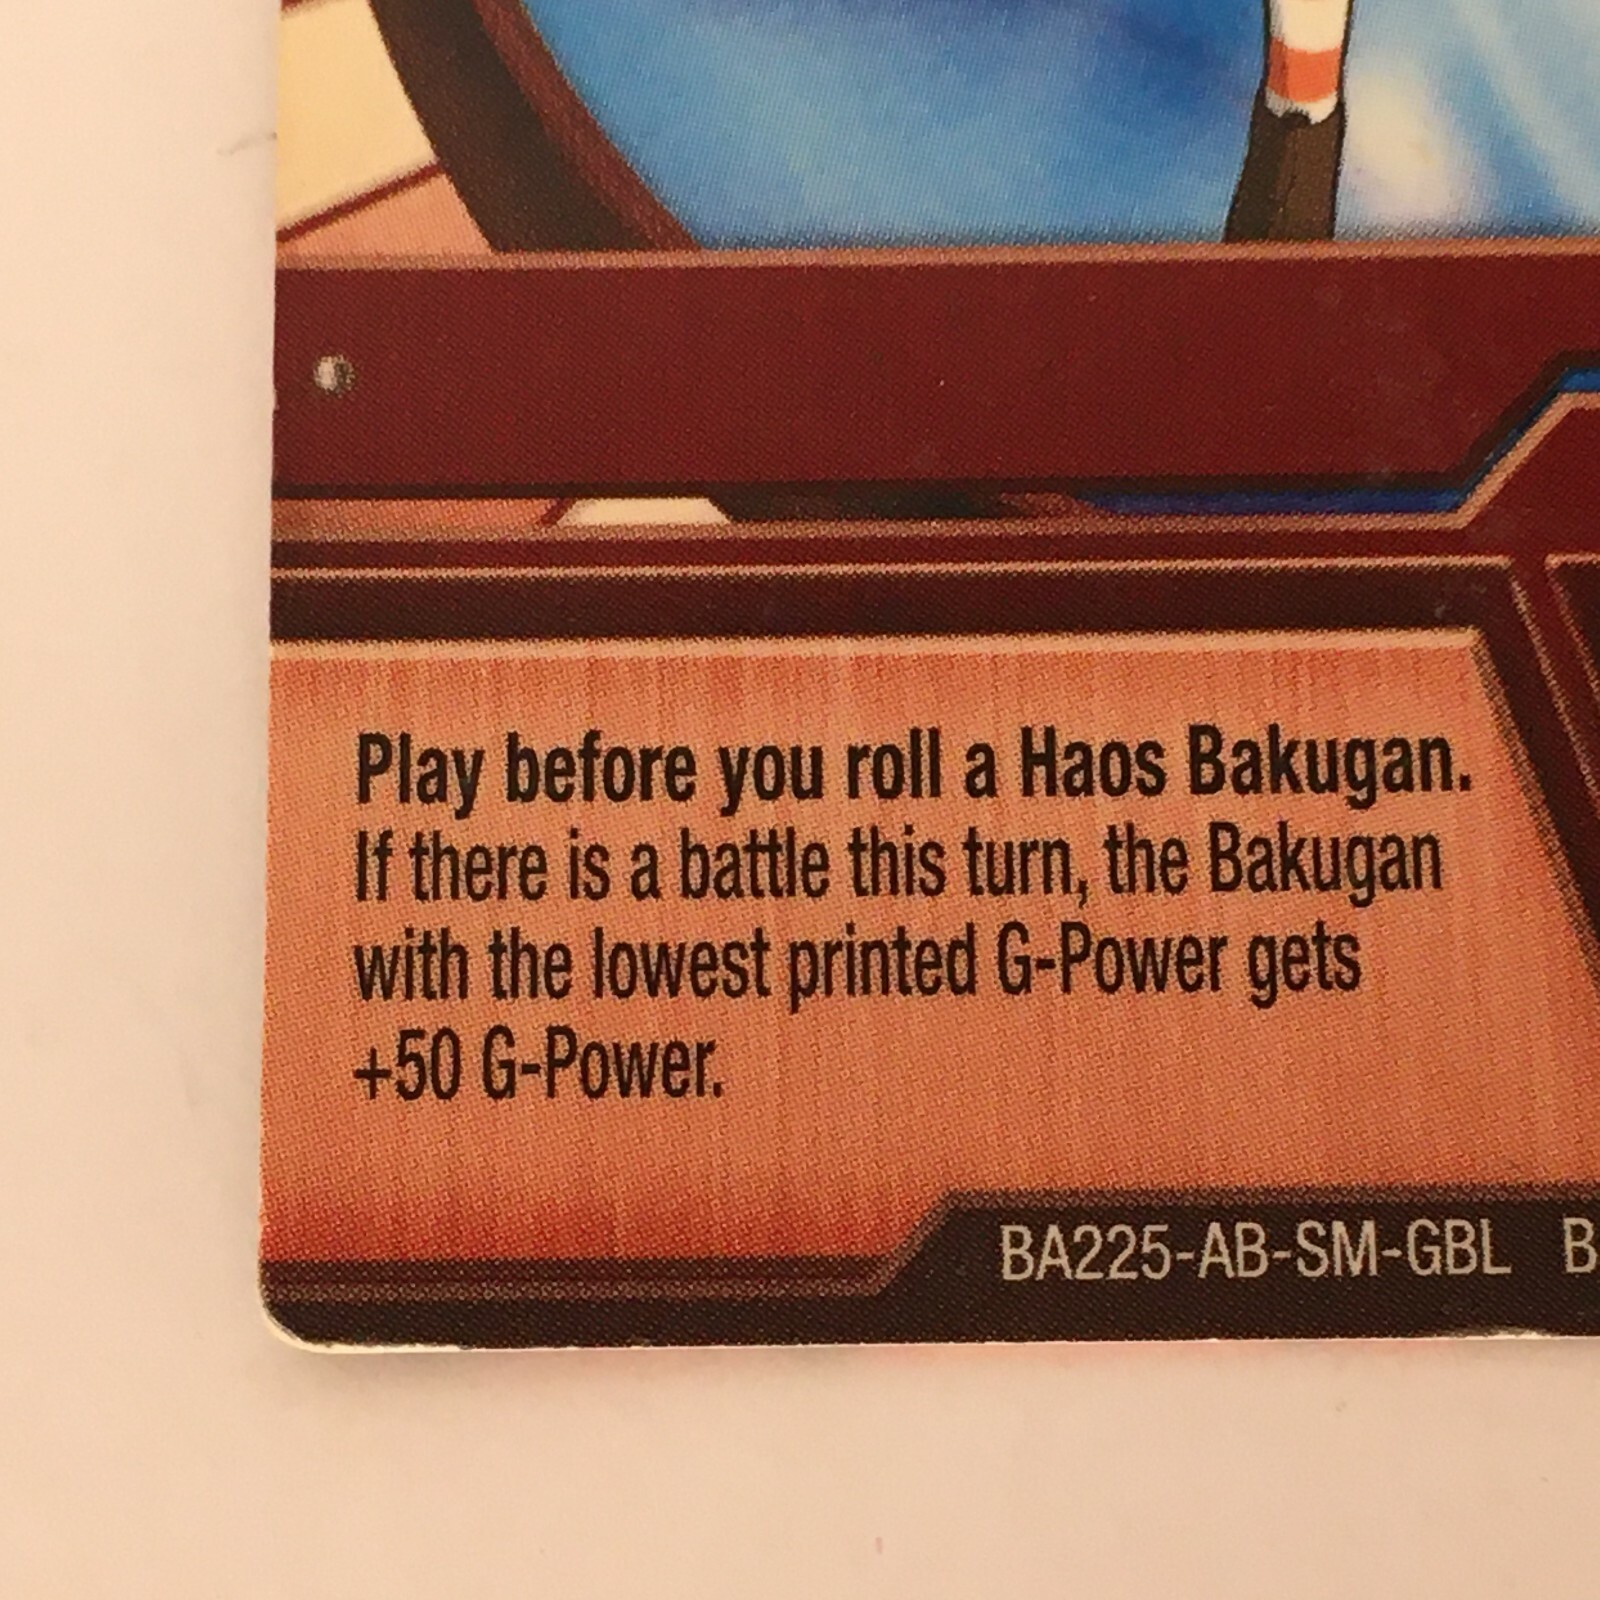 Play before you roll a Haos Bakugan.
If there is a battle this turn, the Bakugan
with the lowest printed G-Power gets
+50 G-Power.
BA225-AB-SM-GBL B